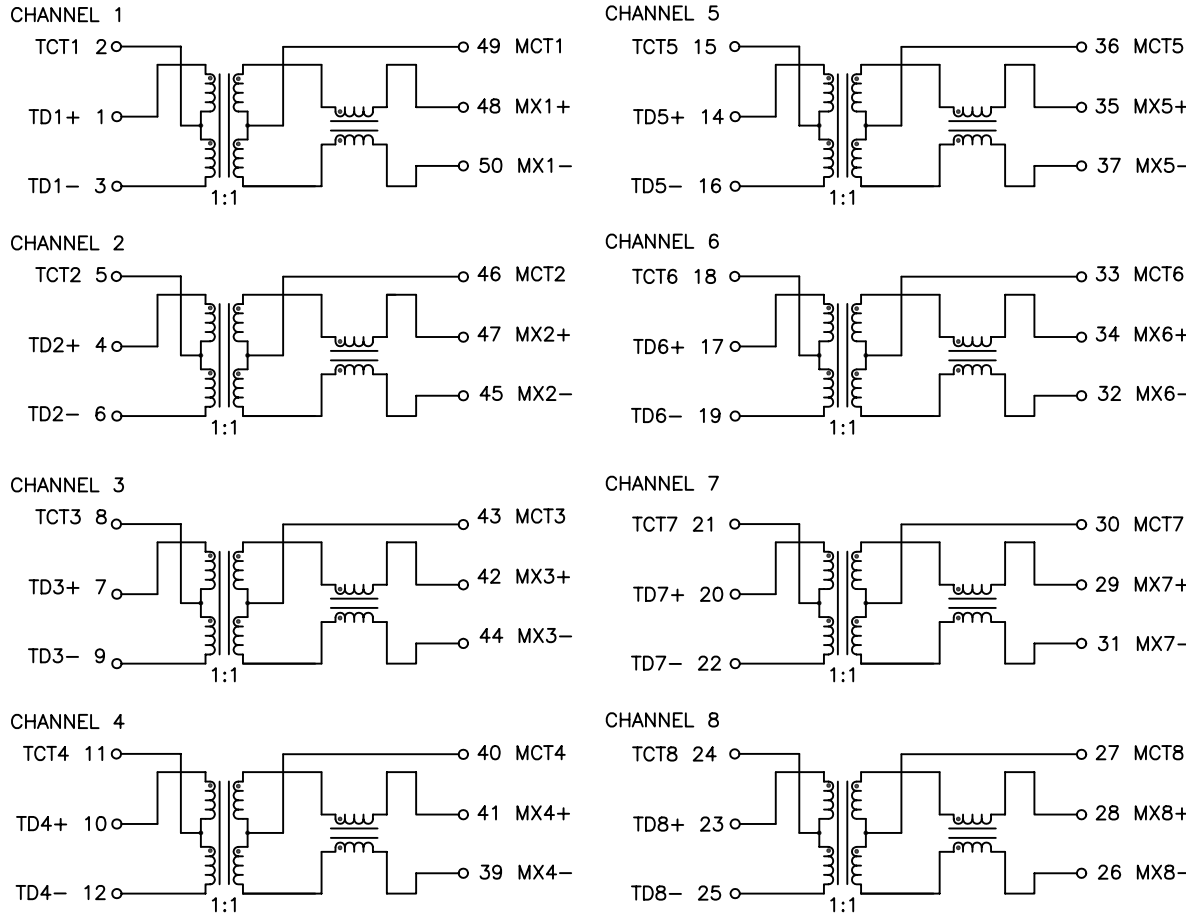 CHANNEL 1
TCT1 2
49 MCT1
TD1+ 1
48 MX1+
50 MX1-
TD1- 3
1:1
CHANNEL 2
TCT2 5
46 MCT2
TD2+ 4
47 MX2+
45 MX2-
TD2- 6
1:1
CHANNEL 3
TCT3 8
43 MCT3
TD3+ 7
42 MX3+
44 MX3-
TD3- 9
1:1
CHANNEL 4
TCT4 11
40 MCT4
TD4+ 10
41 MX4+
39 MX4-
TD4- 12
1:1
CHANNEL 5
TCT5 15
36 MCT5
TD5+ 14
35 MX5+
37 MX5-
TD5- 16
1:1
CHANNEL 6
TCT6 18
33 MCT6
TD6+ 17
34 MX6+
32 MX6-
TD6- 19
1:1
CHANNEL 7
TCT7 21
30 MCT7
TD7+ 20
29 MX7+
31 MX7-
TD7- 22
1:1
CHANNEL 8
TCT8 24
27 MCT8
TD8+ 23
28 MX8+
26 MX8-
TD8- 25
1:1